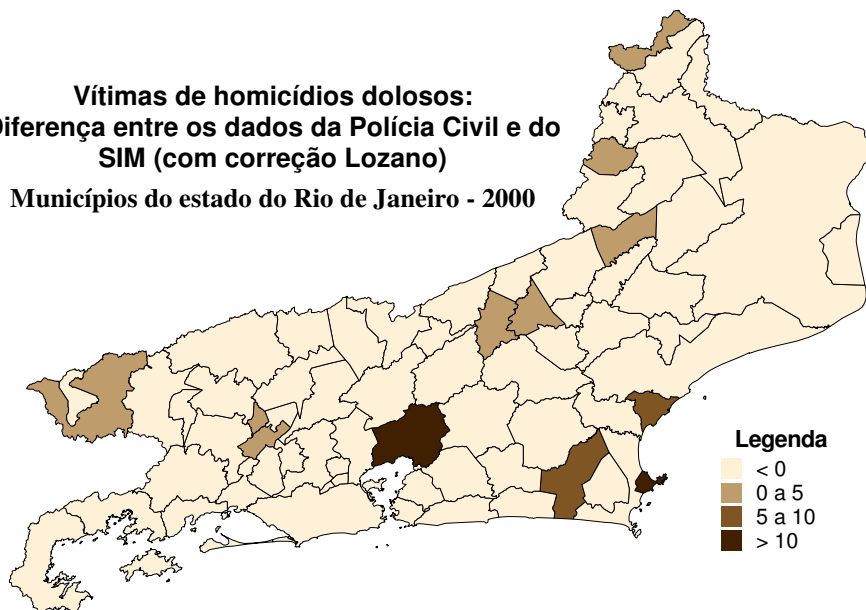 Vítimas de homicídios dolosos:
Diferença entre os dados da Polícia Civil e do
SIM (com correção Lozano)
Municípios do estado do Rio de Janeiro - 2000
Legenda
< 0
0 a 5
5 a 10
> 10